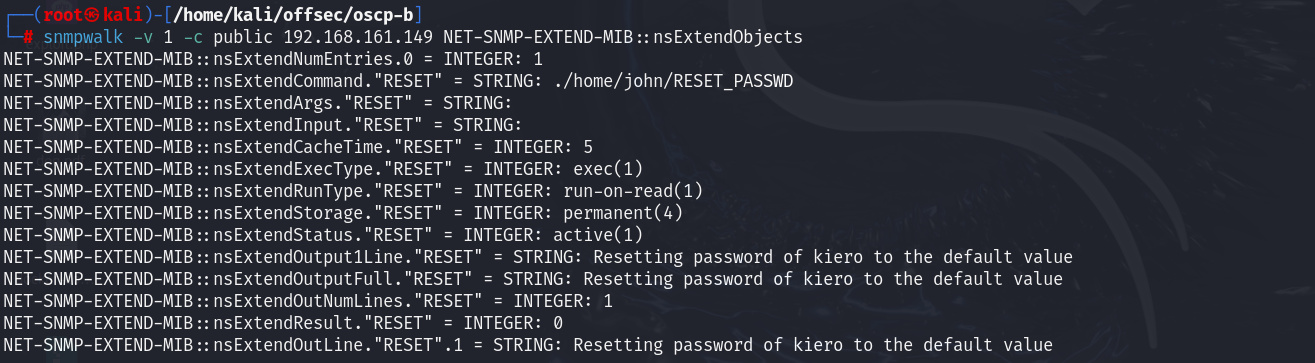 ┌──(root㉿kali)-[/home/kali/offsec/oscp-b]
└─# snmpwalk -v 1 -c public 192.168.161.149 NET-SNMP-EXTEND-MIB::nsExtendObjects
NET-SNMP-EXTEND-MIB::nsExtendNumEntries.0 = INTEGER: 1
NET-SNMP-EXTEND-MIB::nsExtendCommand."RESET" = STRING: ./home/john/RESET_PASSWD
NET-SNMP-EXTEND-MIB::nsExtendArgs."RESET" = STRING:
NET-SNMP-EXTEND-MIB::nsExtendInput."RESET" = STRING:
NET-SNMP-EXTEND-MIB::nsExtendCacheTime."RESET" = INTEGER: 5
NET-SNMP-EXTEND-MIB::nsExtendExecType."RESET" = INTEGER: exec(1)
NET-SNMP-EXTEND-MIB::nsExtendRunType."RESET" = INTEGER: run-on-read(1)
NET-SNMP-EXTEND-MIB::nsExtendStorage."RESET" = INTEGER: permanent(4)
NET-SNMP-EXTEND-MIB::nsExtendStatus."RESET" = INTEGER: active(1)
NET-SNMP-EXTEND-MIB::nsExtendOutput1Line."RESET" = STRING: Resetting password of kiero to the default value
NET-SNMP-EXTEND-MIB::nsExtendOutputFull."RESET" = STRING: Resetting password of kiero to the default value
NET-SNMP-EXTEND-MIB::nsExtendOutNumLines."RESET" = INTEGER: 1
NET-SNMP-EXTEND-MIB::nsExtendResult."RESET" = INTEGER: 0
NET-SNMP-EXTEND-MIB::nsExtendOutLine."RESET".1 = STRING: Resetting password of kiero to the default value